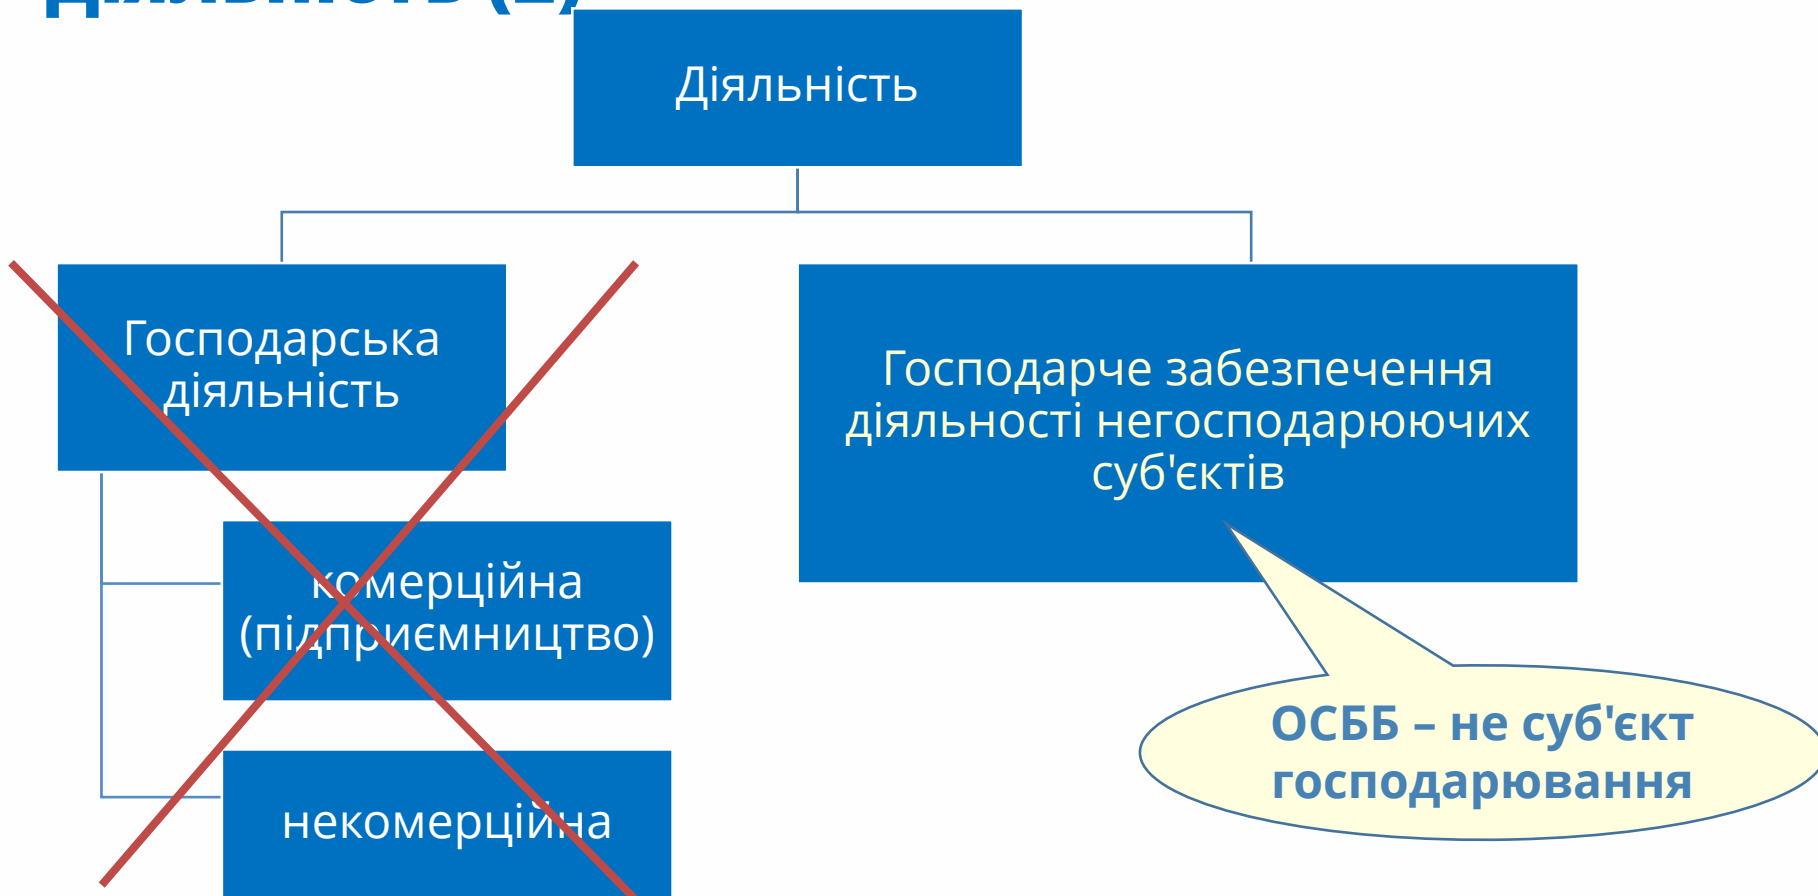 Діяльність
Господарська
діяльність
комерційна
(підприємництво)
некомерційна
Господарче забезпечення
діяльності негосподарюючих
суб'єктів
ОСББ – не суб'єкт
господарювання